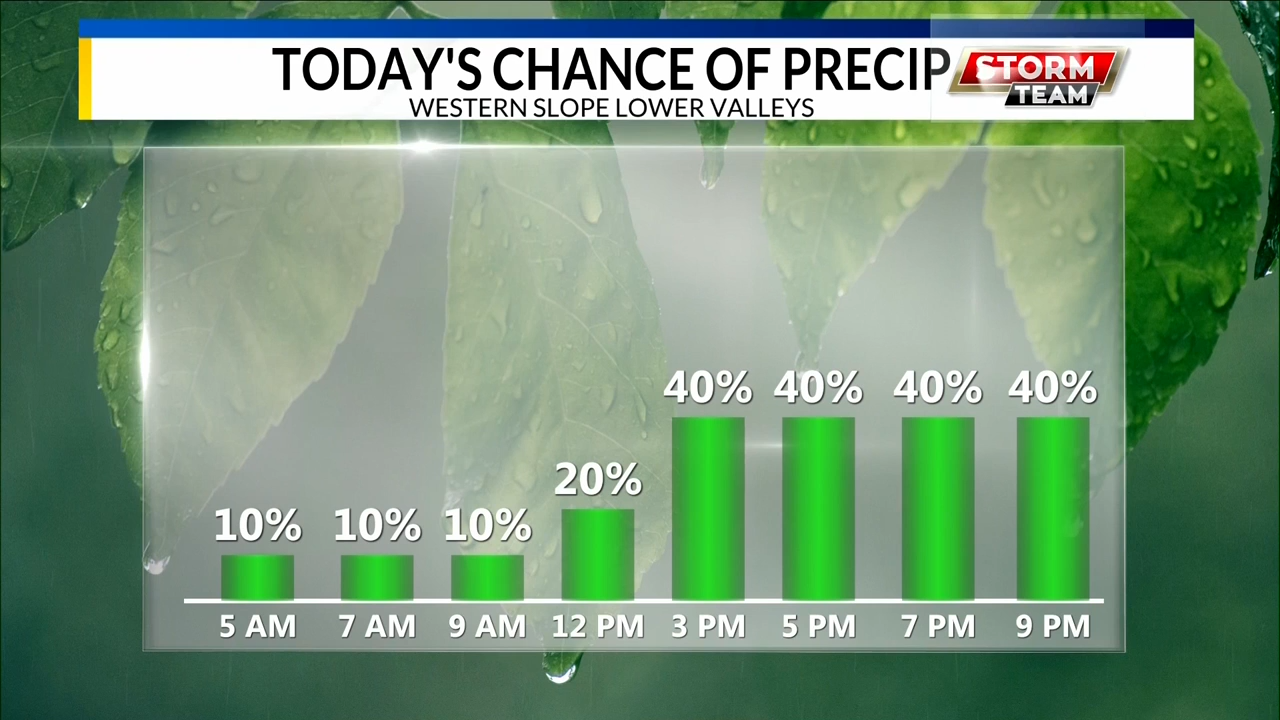 TODAY'S CHANCE OF PRECIP
WESTERN SLOPE LOWER VALLEYS
STORM
TEAM
40% 40% 40% 40%
20%
10% 10% 10%
5 AM 7 AM 9 AM 12 PM 3 PM 5 PM 7 PM 9 PM